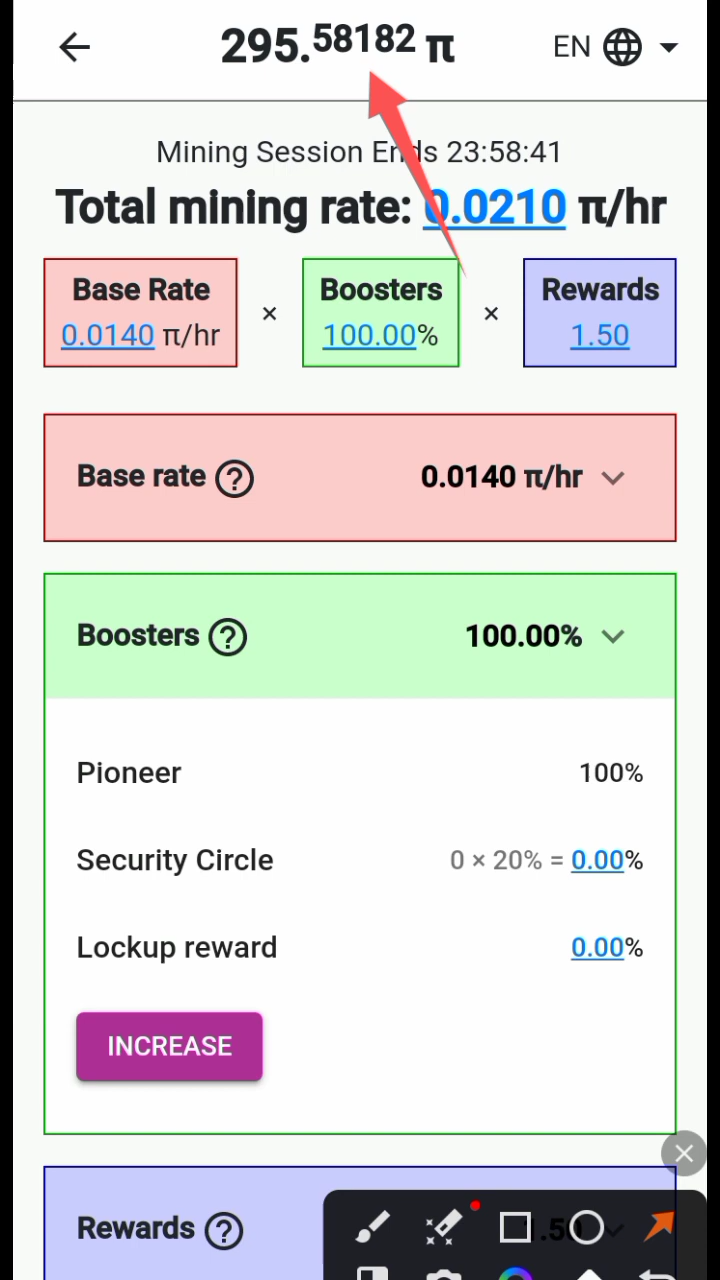 295.58182 π EN
Mining Session Ends 23:58:41
Total mining rate: 0.0210 π/hr
Base Rate × Boosters × Rewards
0.0140 π/hr 100.00% 1.50
Base rate ? 0.0140 π/hr
Boosters ? 100.00%
Pioneer 100%
Security Circle 0 × 20% = 0.00%
Lockup reward 0.00%
INCREASE
Rewards ? 1.50